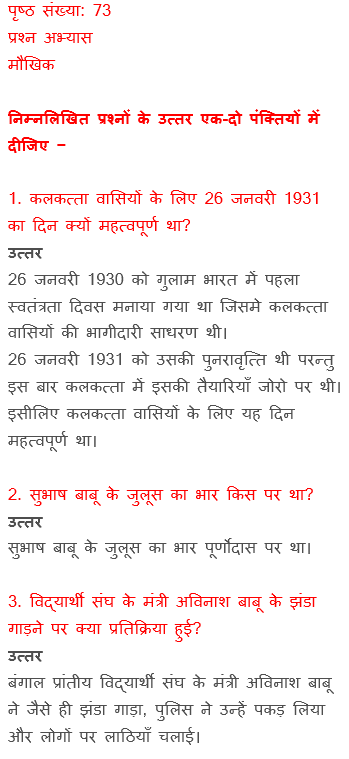 पृष्ठ संख्या: 73
प्रश्न अभ्यास
मौखिक
निम्नलिखित प्रश्नों के उत्तर एक-दो पंक्तियों में
दीजिए −
1. कलकत्ता वासियों के लिए 26 जनवरी 1931
का दिन क्यों महत्वपूर्ण था?
उत्तर
26 जनवरी 1930 को गुलाम भारत में पहला
स्वतंत्रता दिवस मनाया गया था जिसमे कलकत्ता
वासियों की भागीदारी साधरण थी।
26 जनवरी 1931 को उसकी पुनरावृत्ति थी परन्तु
इस बार कलकत्ता में इसकी तैयारियाँ जोरो पर थी।
इसीलिए कलकत्ता वासियों के लिए यह दिन
महत्वपूर्ण था।
2. सुभाष बाबू के जुलूस का भार किस पर था?
उत्तर
सुभाष बाबू के जुलूस का भार पूर्णोदास पर था।
3. विद्यार्थी संघ के मंत्री अविनाश बाबू के झंडा
गाड़ने पर क्या प्रतिक्रिया हुई?
उत्तर
बंगाल प्रांतीय विद्यार्थी संघ के मंत्री अविनाश बाबू
ने जैसे ही झंडा गाड़ा, पुलिस ने उन्हें पकड़ लिया
और लोगों पर लाठियाँ चलाई।